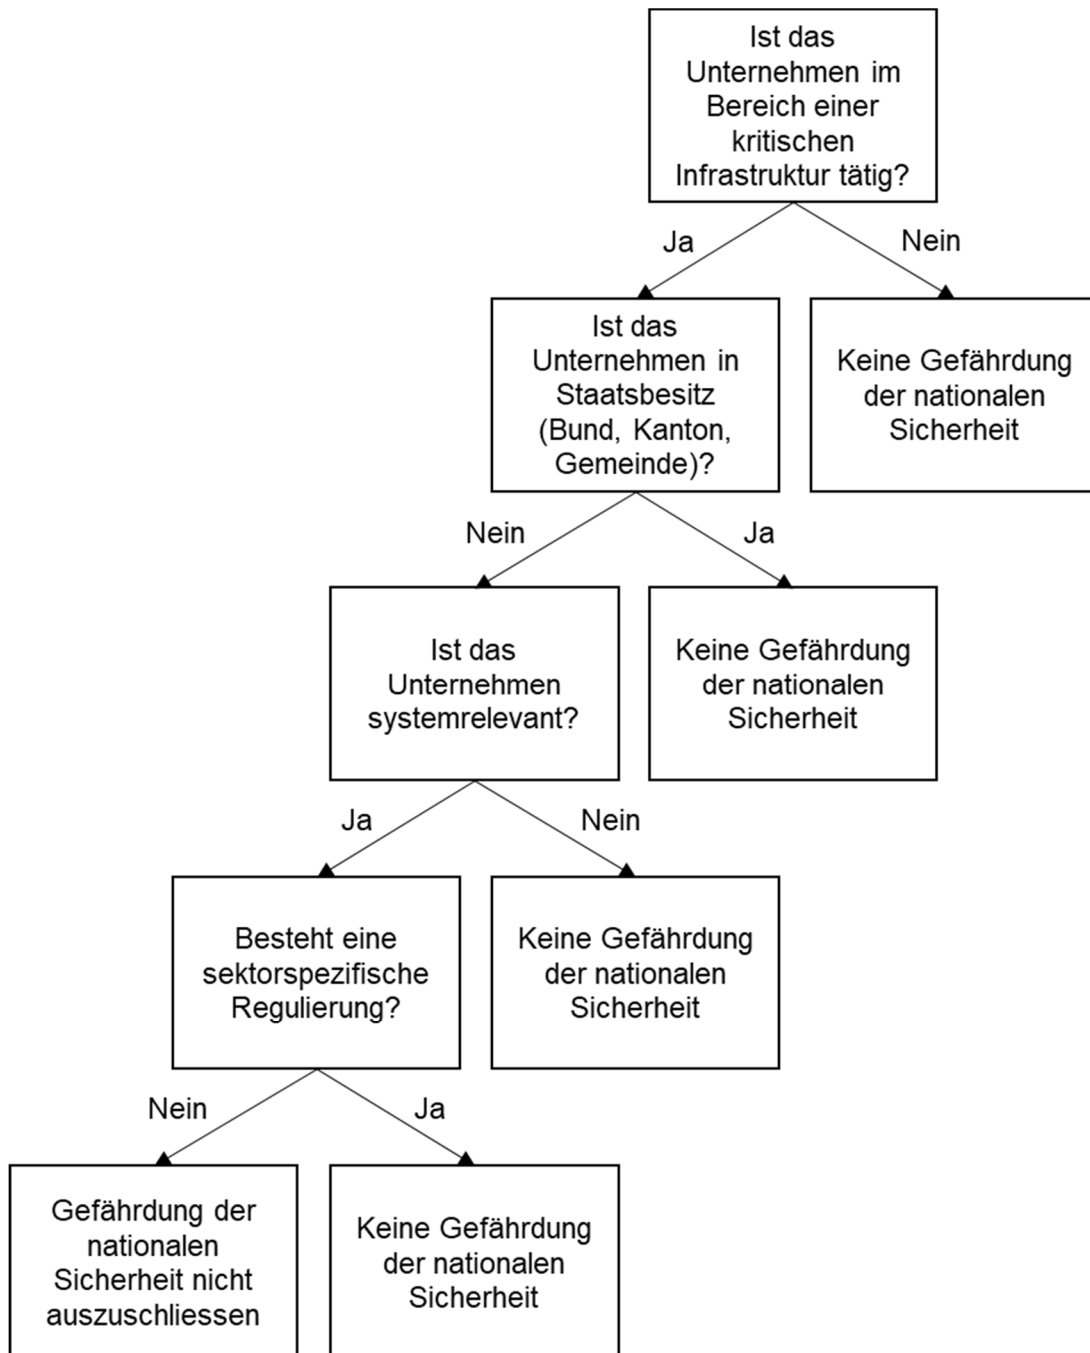 Ist das
Unternehmen im
Bereich einer
kritischen
Infrastruktur tätig?
Ja
Nein
Ist das
Unternehmen in
Staatsbesitz
(Bund, Kanton,
Gemeinde)?
Keine Gefährdung
der nationalen
Sicherheit
Nein
Ja
Ist das
Unternehmen
systemrelevant?
Keine Gefährdung
der nationalen
Sicherheit
Ja
Nein
Besteht eine
sektorspezifische
Regulierung?
Keine Gefährdung
der nationalen
Sicherheit
Nein
Ja
Gefährdung der
nationalen
Sicherheit nicht
auszuschliessen
Keine Gefährdung
der nationalen
Sicherheit